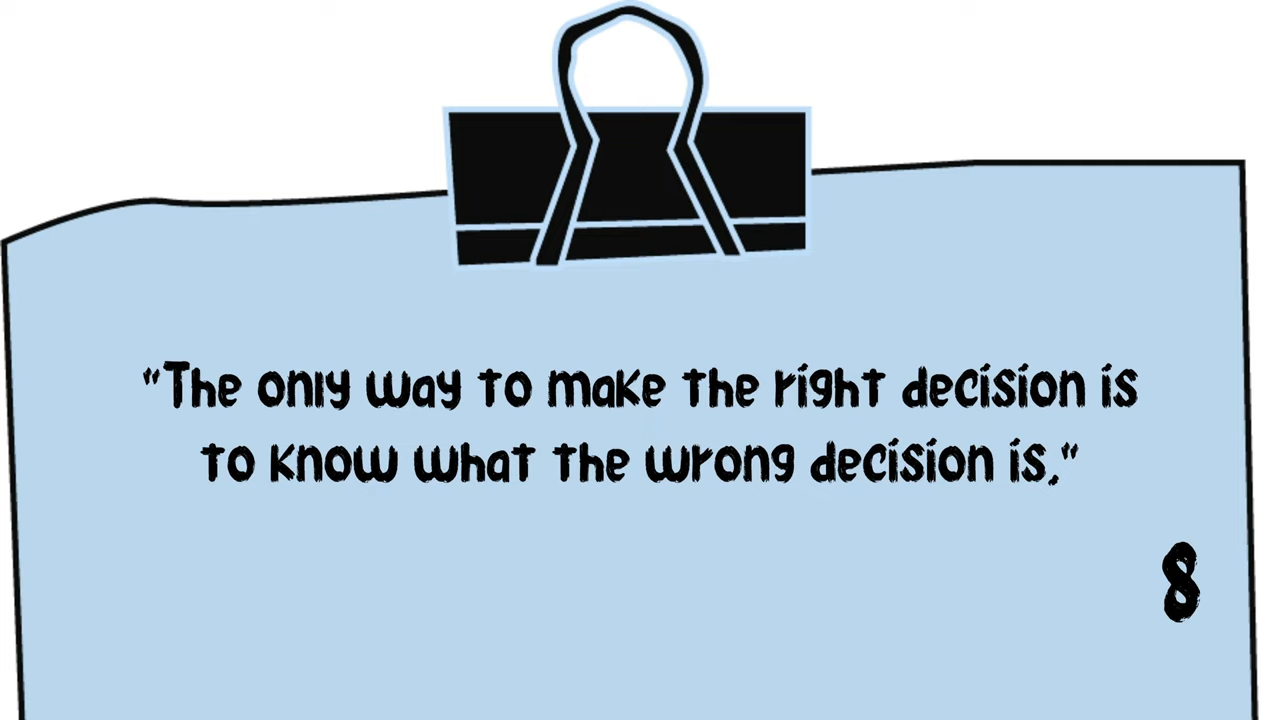 "The only way to make the right decision is
to know what the wrong decision is,"
8